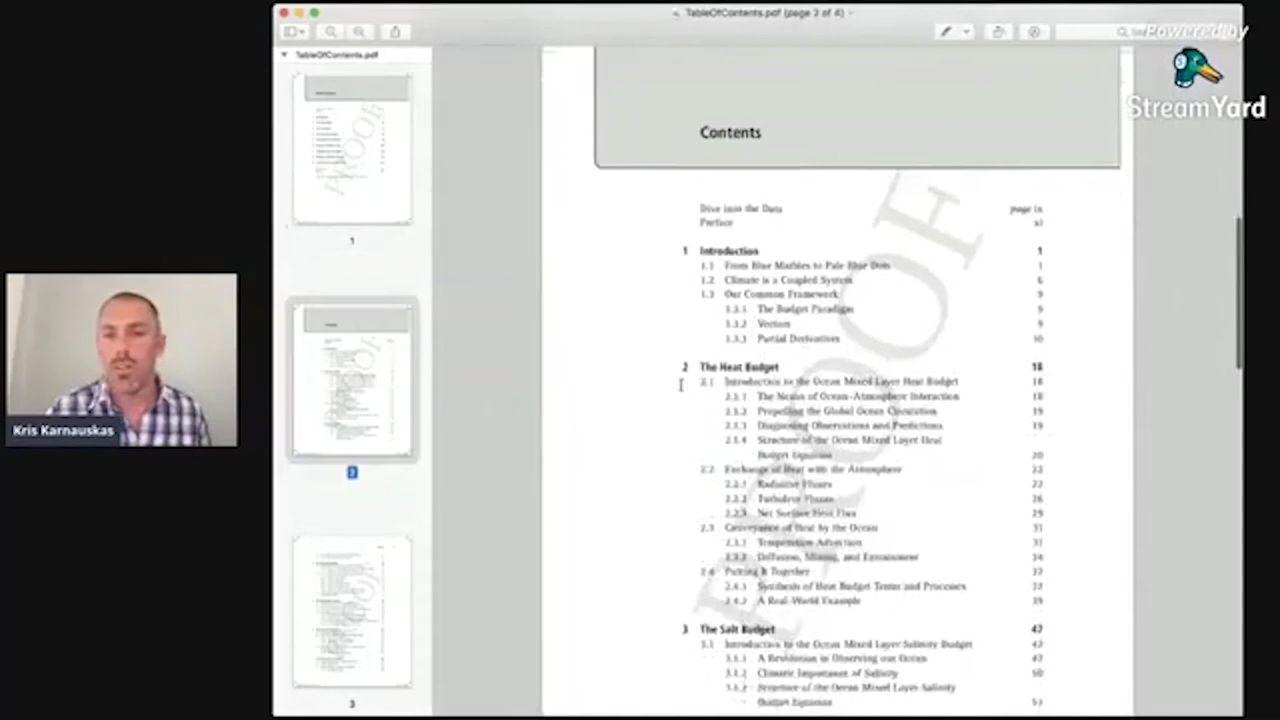 TableOfContents.pdf (page 2 of 4)
Powered by
StreamYard
TableOfContents.pdf
1
2
3
Kris Karnauskas
PROOF
Contents
Dive into the Data page ix
Preface xi
1 Introduction 1
1.1 From Blue Marbles to Pale Blue Dots 1
1.2 Climate is a Coupled System 6
1.3 Our Common Framework 9
1.3.1 The Budget Paradigm 9
1.3.2 Vectors 9
1.3.3 Partial Derivatives 10
2 The Heat Budget 18
2.1 Introduction to the Ocean Mixed Layer Heat Budget 18
2.1.1 The Nexus of Ocean–Atmosphere Interaction 18
2.1.2 Propelling the Global Ocean Circulation 19
2.1.3 Diagnosing Observations and Predictions 19
2.1.4 Structure of the Ocean Mixed Layer Heat
Budget Equation 20
2.2 Exchange of Heat with the Atmosphere 22
2.2.1 Radiative Fluxes 22
2.2.2 Turbulent Fluxes 26
2.2.3 Net Surface Heat Flux 29
2.3 Conveyance of Heat by the Ocean 31
2.3.1 Temperature Advection 31
2.3.2 Diffusion, Mixing, and Entrainment 34
2.4 Putting It Together 37
2.4.1 Synthesis of Heat Budget Terms and Processes 37
2.4.2 A Real-World Example 39
3 The Salt Budget 47
3.1 Introduction to the Ocean Mixed Layer Salinity Budget 47
3.1.1 A Revolution in Observing our Ocean 47
3.1.2 Climatic Importance of Salinity 50
3.1.3 Structure of the Ocean Mixed Layer Salinity
Budget Equation